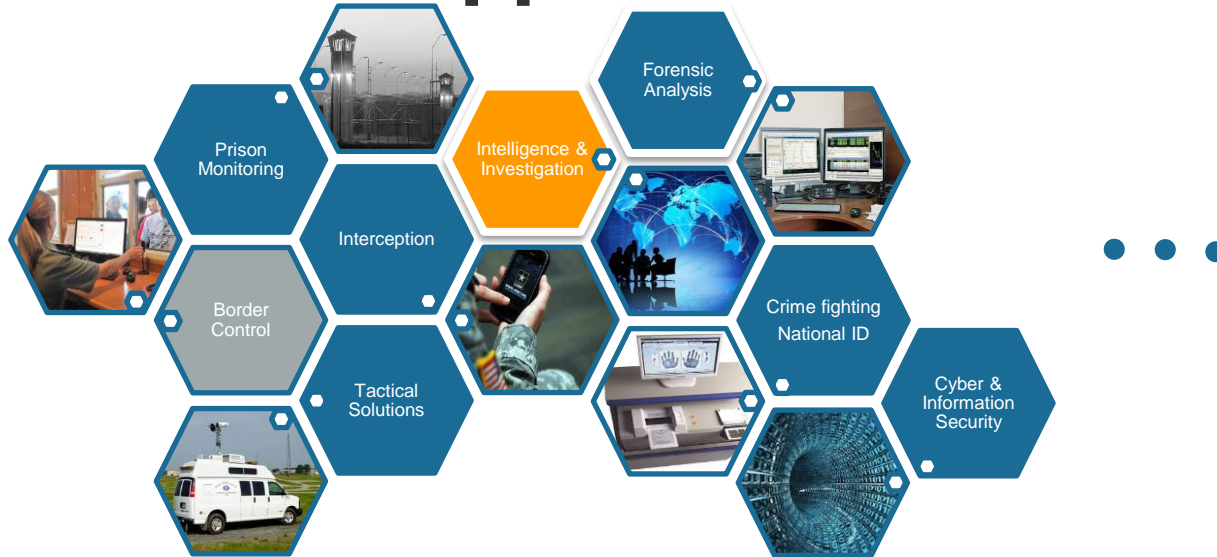 Forensic
Analysis
Prison
Monitoring
Intelligence &
Investigation
Interception
Border
Control
Crime fighting
National ID
Tactical
Solutions
Cyber &
Information
Security